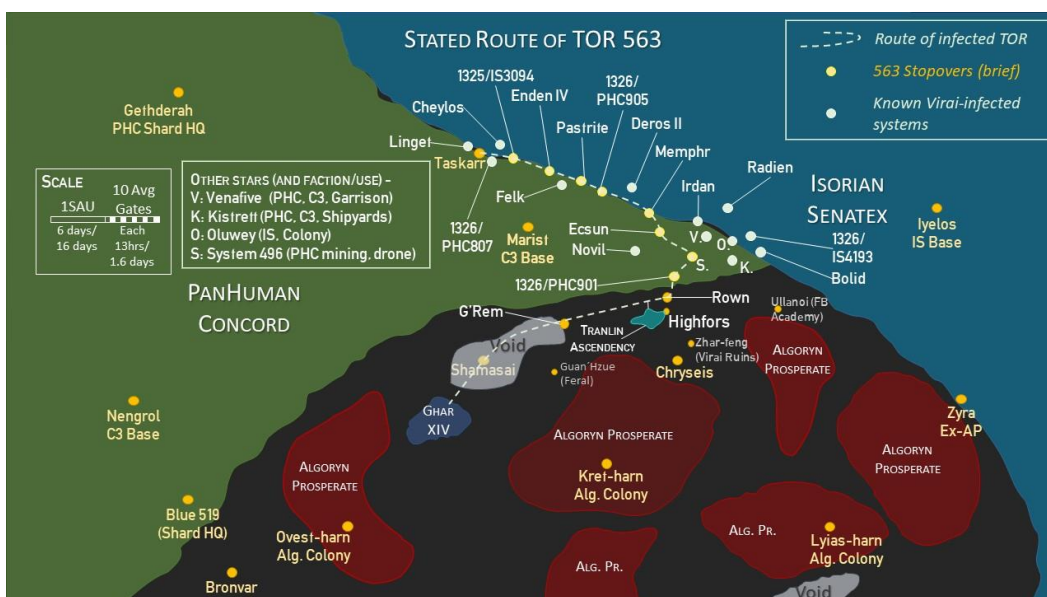 STATED ROUTE OF TOR 563
Route of infected TOR
563 Stopovers (brief)
Known Virai-infected
systems
Gethderah
PHC Shard HQ
SCALE
1SAU
10 Avg
Gates
6 days/
16 days
Each
13hrs/
1.6 days
OTHER STARS (AND FACTION/USE) –
V: Venafive (PHC, C3, Garrison)
K: Kistrett (PHC, C3, Shipyards)
O: Oluwey (IS, Colony)
S: System 496 (PHC mining, drone)
Linget
Cheylos
Taskarr
1325/IS3094
Enden IV
Pastrite
1326/
PHC905
Deros II
Memphr
Irdan
Radien
ISORIAN
SENATEX
Felk
1326/
PHC807
Marist
C3 Base
Ecsun
Novil
V.
O.
S.
K.
1326/
IS4193
Bolid
Iyelos
IS Base
PANHUMAN
CONCORD
1326/PHC901
G'Rem
Rown
Highfors
TRANLIN
ASCENDENCY
Ullanoi (FB
Academy)
Void
Shamasai
Zhar-feng
(Virai Ruins)
Guan'Hzue
(Feral)
Chryseis
ALGORYN
PROSPERATE
GHAR
XIV
Nengrol
C3 Base
Zyra
Ex-AP
ALGORYN PROSPERATE
ALGORYN
PROSPERATE
ALGORYN
PROSPERATE
Kret-harn
Alg. Colony
Blue 519
(Shard HQ)
Ovest-harn
Alg. Colony
ALG. PR.
Lyias-harn
Alg. Colony
ALG. PR.
Bronvar
Void